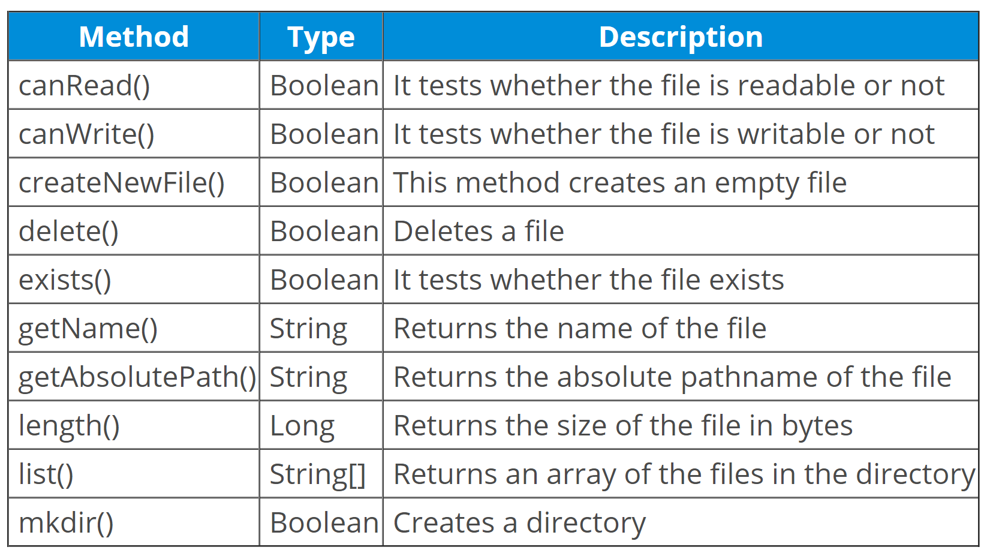 Method Type Description
canRead() Boolean It tests whether the file is readable or not
canWrite() Boolean It tests whether the file is writable or not
createNewFile() Boolean This method creates an empty file
delete() Boolean Deletes a file
exists() Boolean It tests whether the file exists
getName() String Returns the name of the file
getAbsolutePath() String Returns the absolute pathname of the file
length() Long Returns the size of the file in bytes
list() String[] Returns an array of the files in the directory
mkdir() Boolean Creates a directory